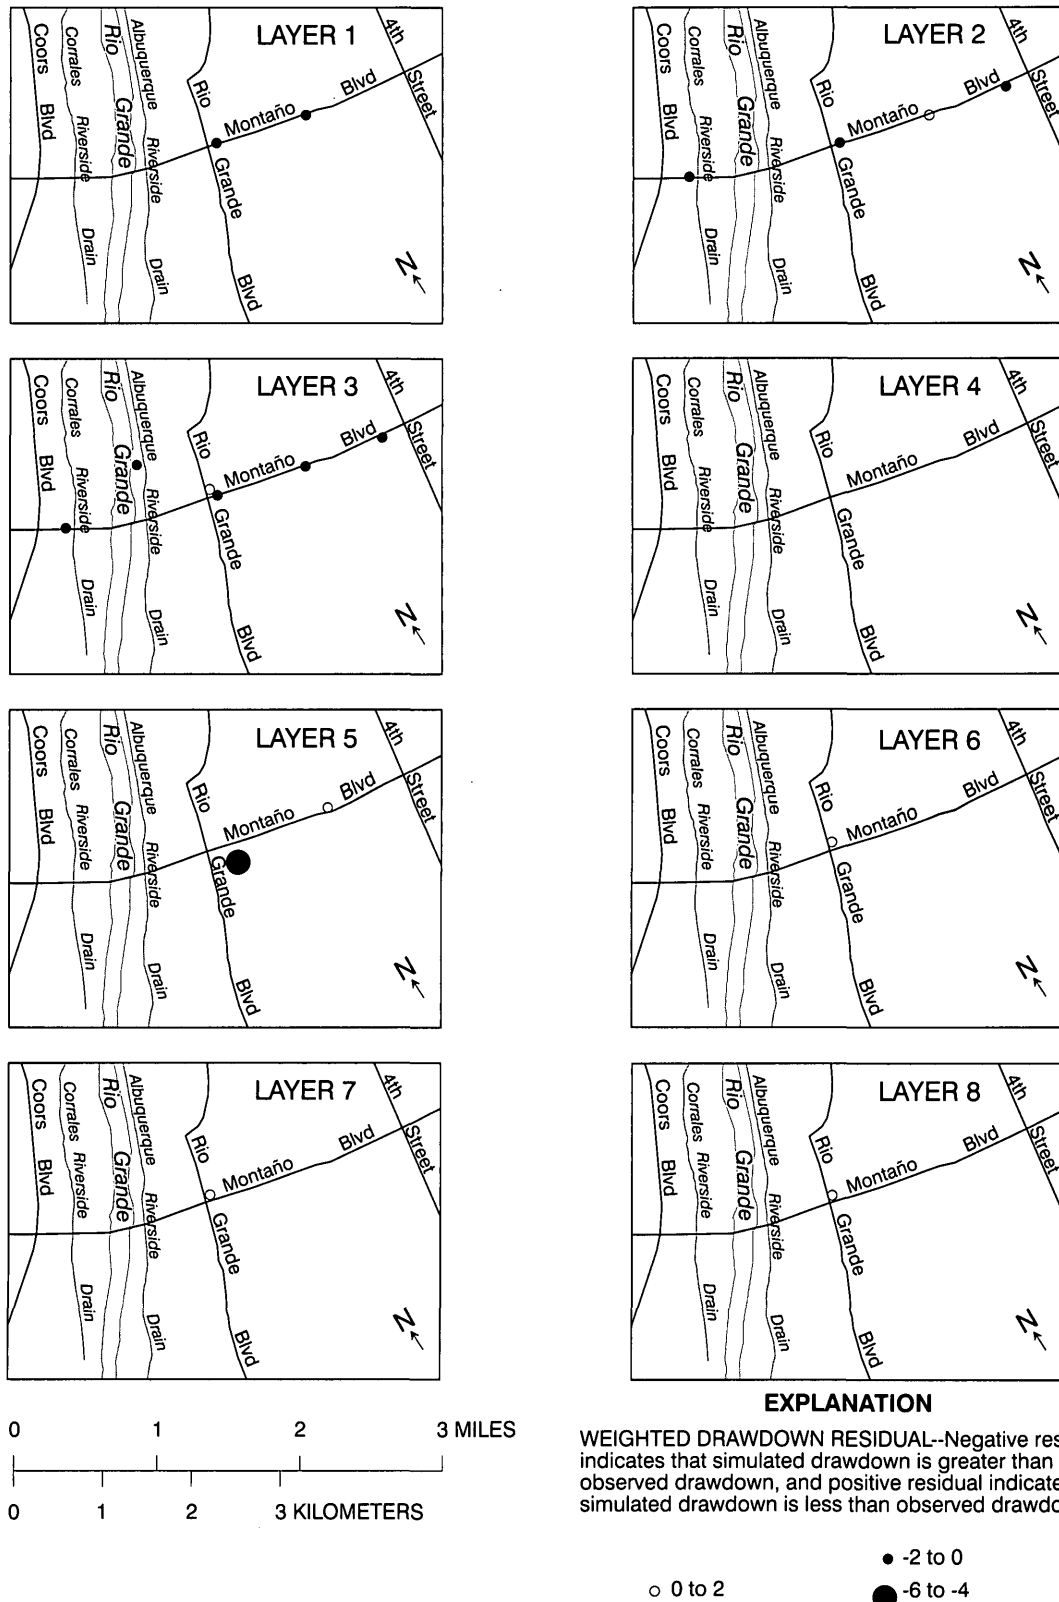 LAYER 1
Coors
Blvd
Corrales
Riverside
Drain
Rio
Grande
Albuquerque
Riverside
Drain
Rio
Grande
Blvd
Montaño
Blvd
4th
Street
N
LAYER 2
Coors
Blvd
Corrales
Riverside
Drain
Rio
Grande
Albuquerque
Riverside
Drain
Rio
Grande
Blvd
Montaño
Blvd
4th
Street
N
LAYER 3
Coors
Blvd
Corrales
Riverside
Drain
Rio
Grande
Albuquerque
Riverside
Drain
Rio
Grande
Blvd
Montaño
Blvd
4th
Street
N
LAYER 4
Coors
Blvd
Corrales
Riverside
Drain
Rio
Grande
Albuquerque
Riverside
Drain
Rio
Grande
Blvd
Montaño
Blvd
4th
Street
N
LAYER 5
Coors
Blvd
Corrales
Riverside
Drain
Rio
Grande
Albuquerque
Riverside
Drain
Rio
Grande
Blvd
Montaño
Blvd
4th
Street
N
LAYER 6
Coors
Blvd
Corrales
Riverside
Drain
Rio
Grande
Albuquerque
Riverside
Drain
Rio
Grande
Blvd
Montaño
Blvd
4th
Street
N
LAYER 7
Coors
Blvd
Corrales
Riverside
Drain
Rio
Grande
Albuquerque
Riverside
Drain
Rio
Grande
Blvd
Montaño
Blvd
4th
Street
N
LAYER 8
Coors
Blvd
Corrales
Riverside
Drain
Rio
Grande
Albuquerque
Riverside
Drain
Rio
Grande
Blvd
Montaño
Blvd
4th
Street
N
0 1 2 3 MILES
0 1 2 3 KILOMETERS
EXPLANATION
WEIGHTED DRAWDOWN RESIDUAL--Negative res
indicates that simulated drawdown is greater than
observed drawdown, and positive residual indicate
simulated drawdown is less than observed drawdo
-2 to 0
0 to 2
-6 to -4